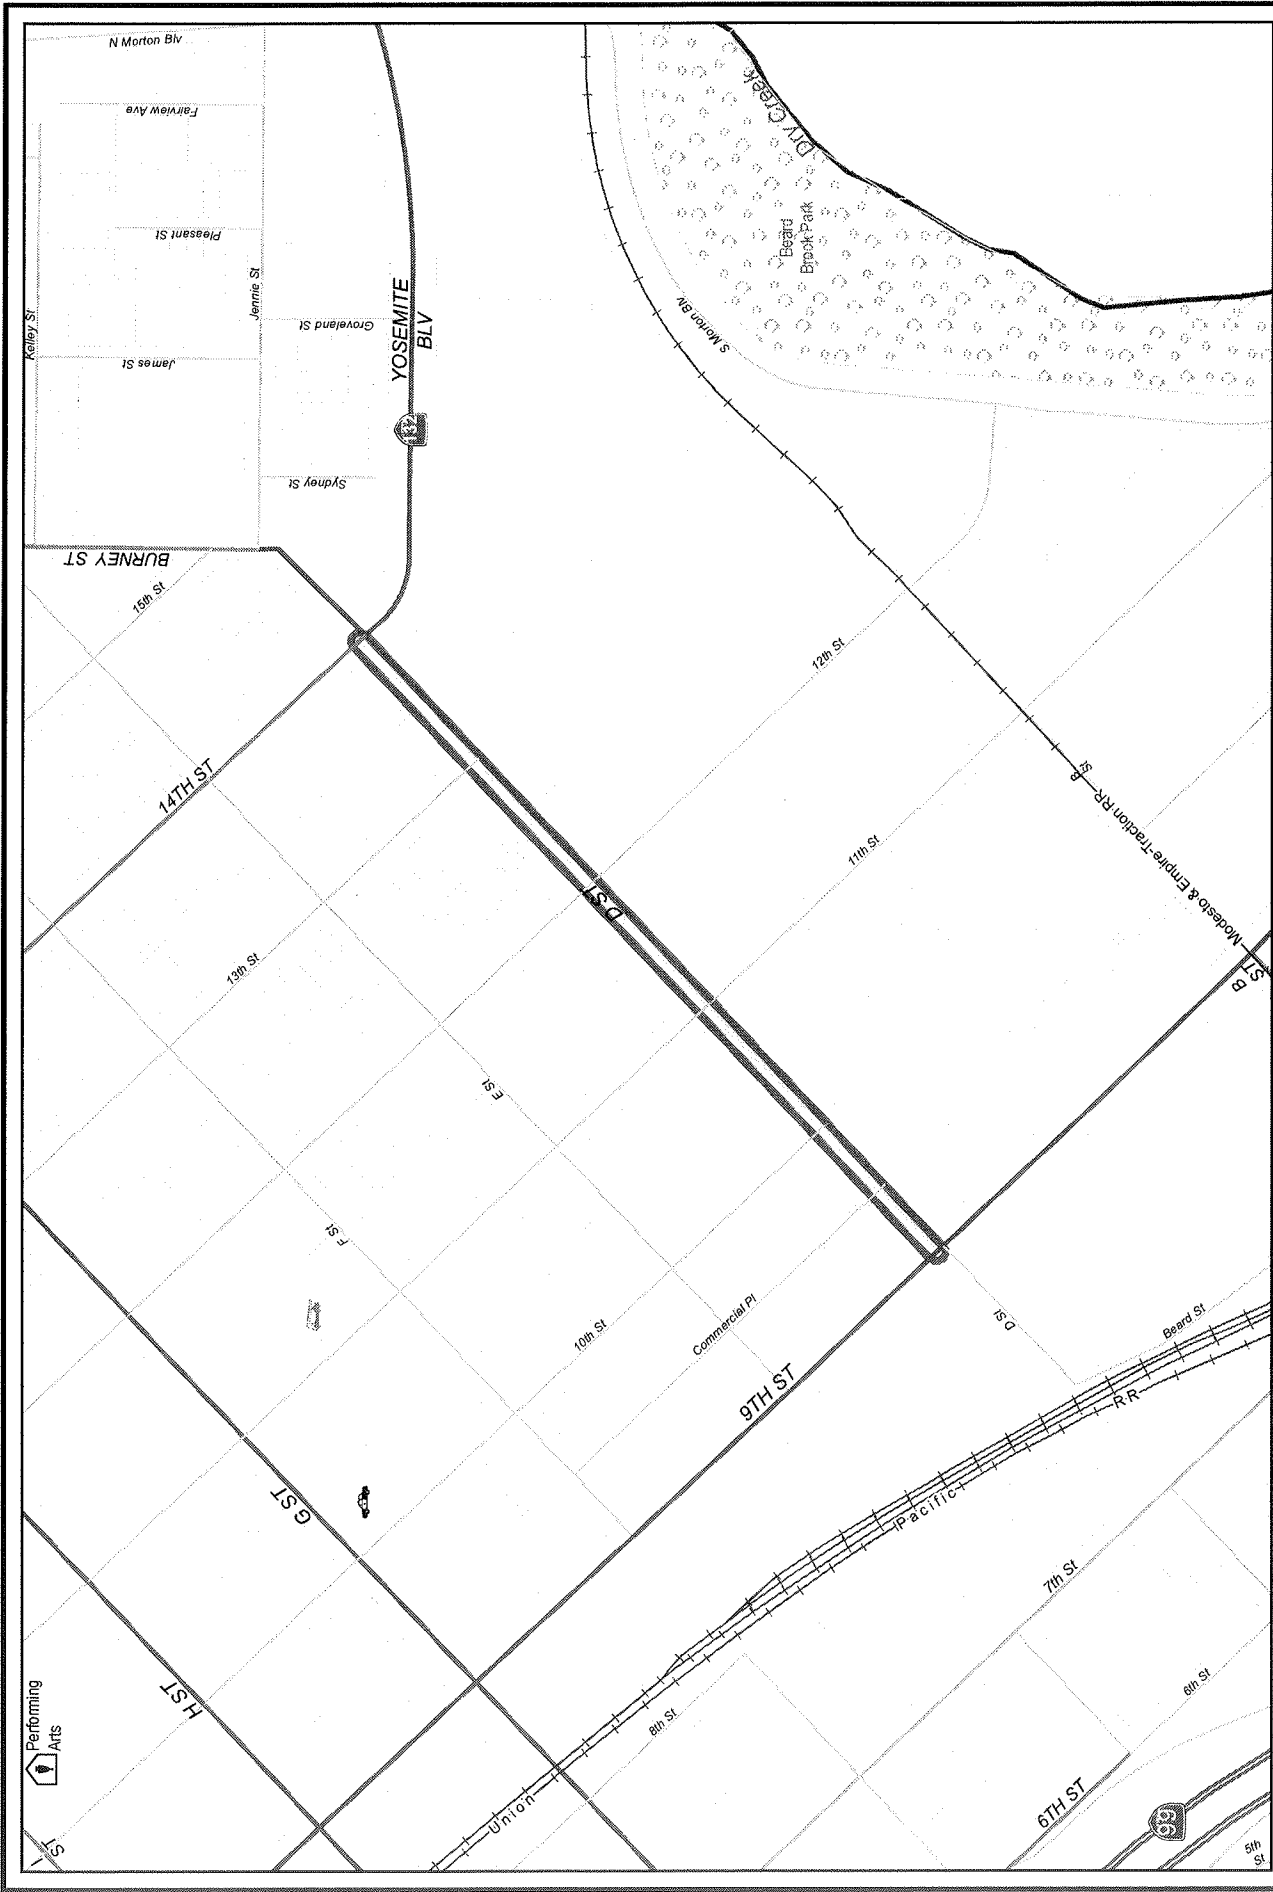 N Morton Blv
Fairview Ave
Pleasant St
Kelley St
Jennie St
Groveland St
James St
YOSEMITE
BLV
132
Sydney St
BURNEY ST
15th St
14TH ST
13th St
Dry Creek
Beard
Brook Park
S Morton Blv
12th St
11th St
B St
Modesto & Empire Traction RR
B ST
D ST
E St
F St
10th St
Commercial Pl
9TH ST
D St
Beard St
G ST
H ST
Performing
Arts
I ST
Union
Pacific
RR
8th St
7th St
6th St
6TH ST
99
5th
St